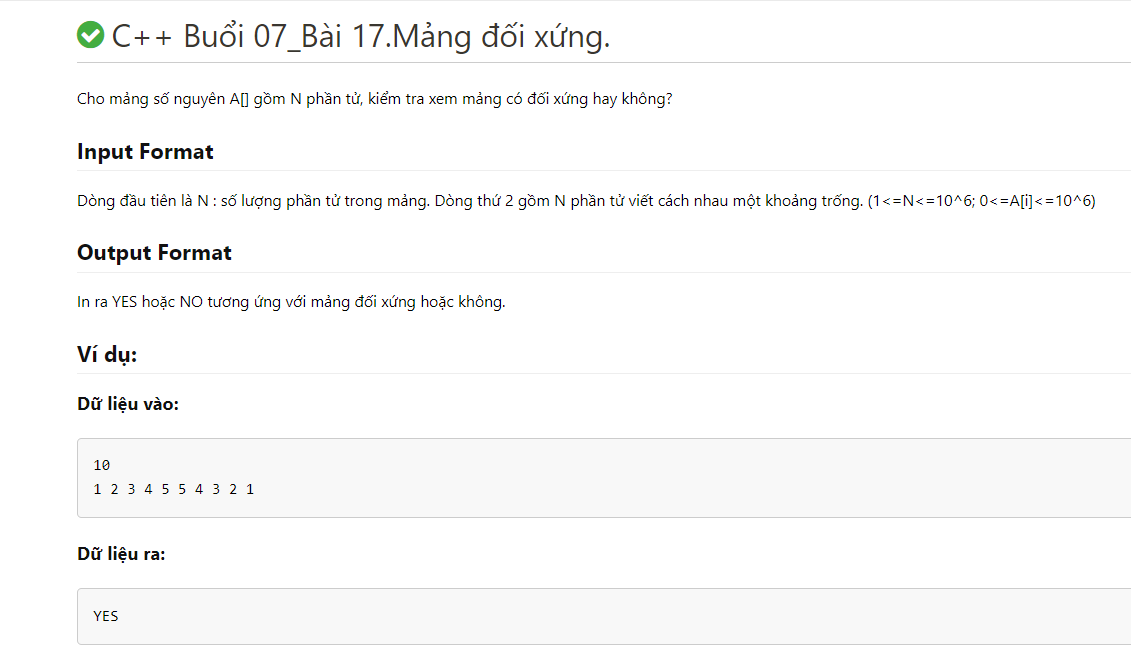 C++ Buổi 07_Bài 17.Mảng đối xứng.
Cho mảng số nguyên A[] gồm N phần tử, kiểm tra xem mảng có đối xứng hay không?
Input Format
Dòng đầu tiên là N : số lượng phần tử trong mảng. Dòng thứ 2 gồm N phần tử viết cách nhau một khoảng trống. (1<=N<=10^6; 0<=A[i]<=10^6)
Output Format
In ra YES hoặc NO tương ứng với mảng đối xứng hoặc không.
Ví dụ:
Dữ liệu vào:
10
1 2 3 4 5 5 4 3 2 1
Dữ liệu ra:
YES